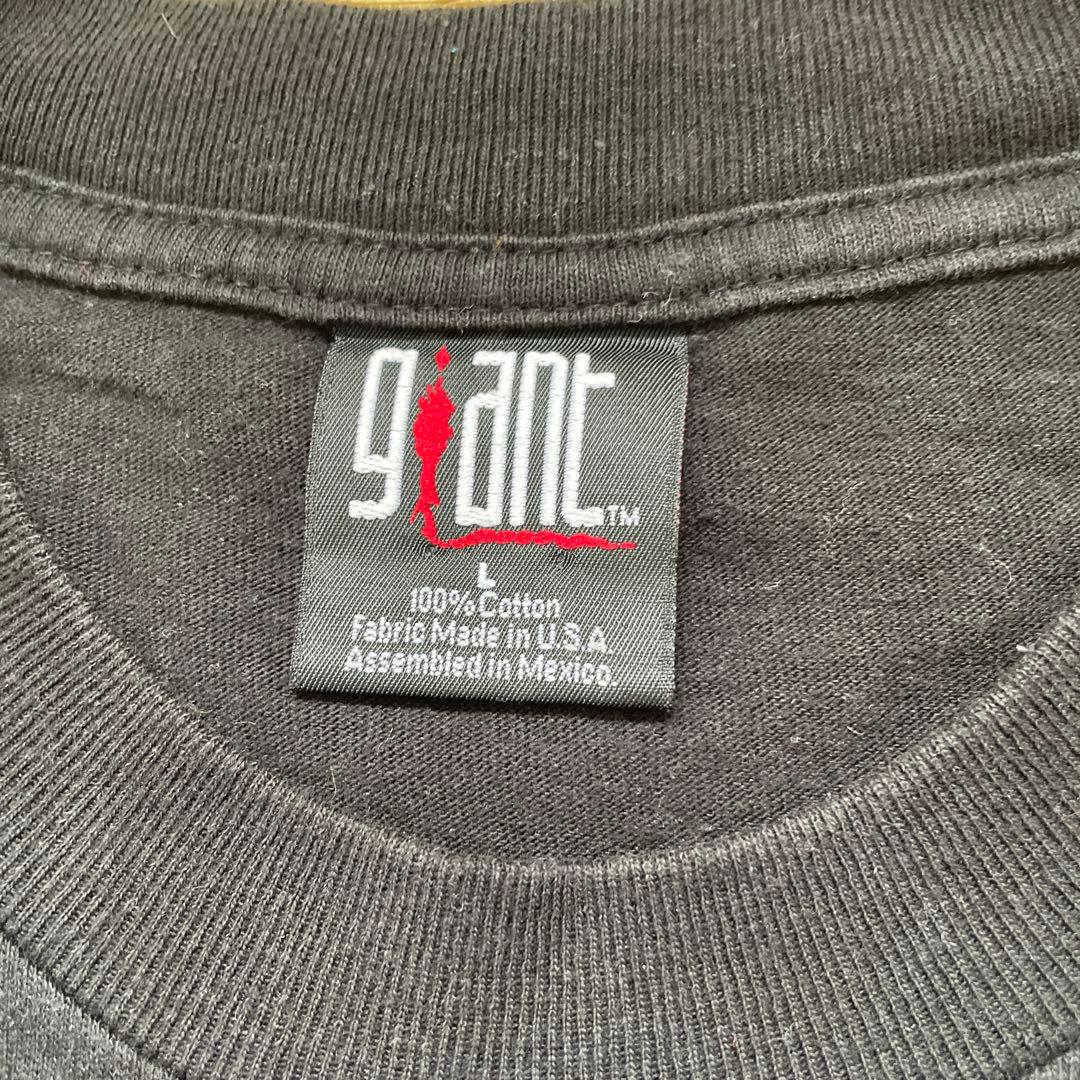 giant™
L
100% Cotton
Fabric Made in U.S.A.
Assembled in Mexico